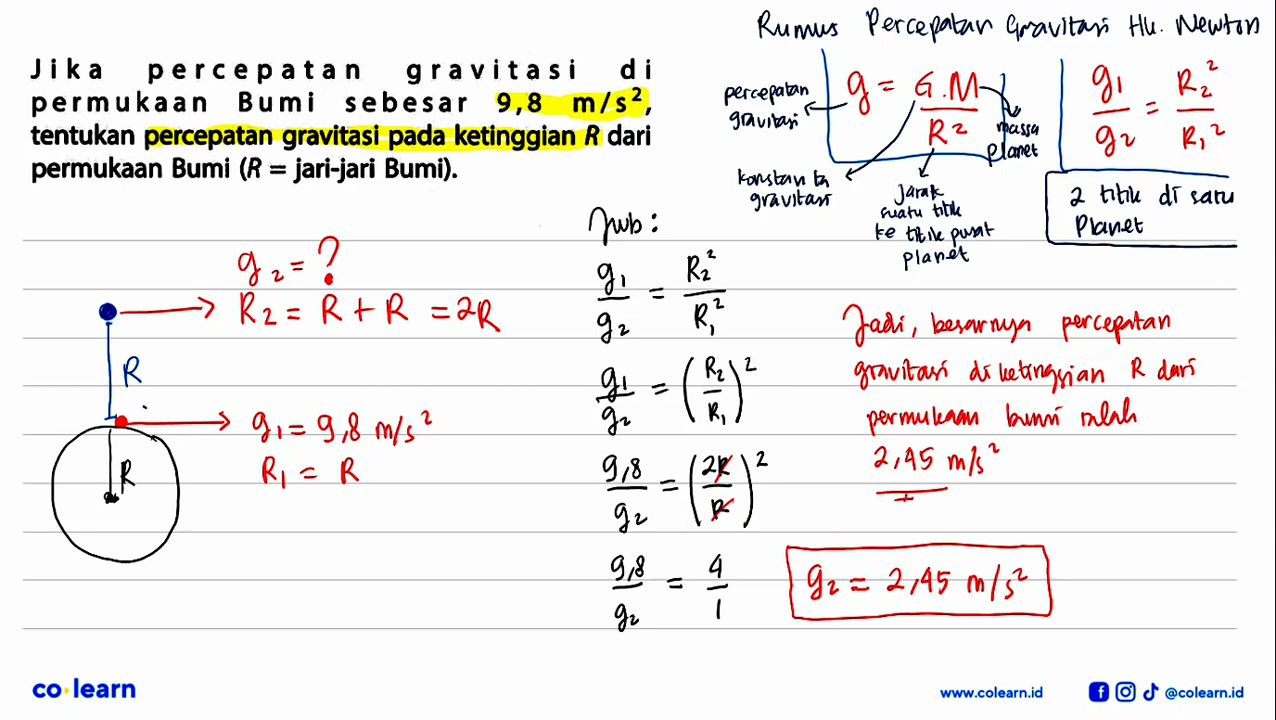 Rumus Percepatan Gravitasi Hk. Newton
Jika percepatan gravitasi di
permukaan Bumi sebesar 9,8 m/s²,
tentukan percepatan gravitasi pada ketinggian R dari
permukaan Bumi (R = jari-jari Bumi).
percepatan
gravitasi
g = G.M / R²
massa
planet
konstanta
gravitasi
jarak
suatu titik
ke titik pusat
planet
g₁ / g₂ = R₂² / R₁²
2 titik di satu
Planet
g₂ = ?
R₂ = R + R = 2R
R
g₁ = 9,8 m/s²
R₁ = R
R
Jwb :
g₁ / g₂ = R₂² / R₁²
g₁ / g₂ = (R₂ / R₁)²
9,8 / g₂ = (2R / R)²
9,8 / g₂ = 4 / 1
Jadi, besarnya percepatan
gravitasi di ketinggian R dari
permukaan bumi ialah
2,45 m/s²
g₂ = 2,45 m/s²
co·learn
www.colearn.id
@colearn.id